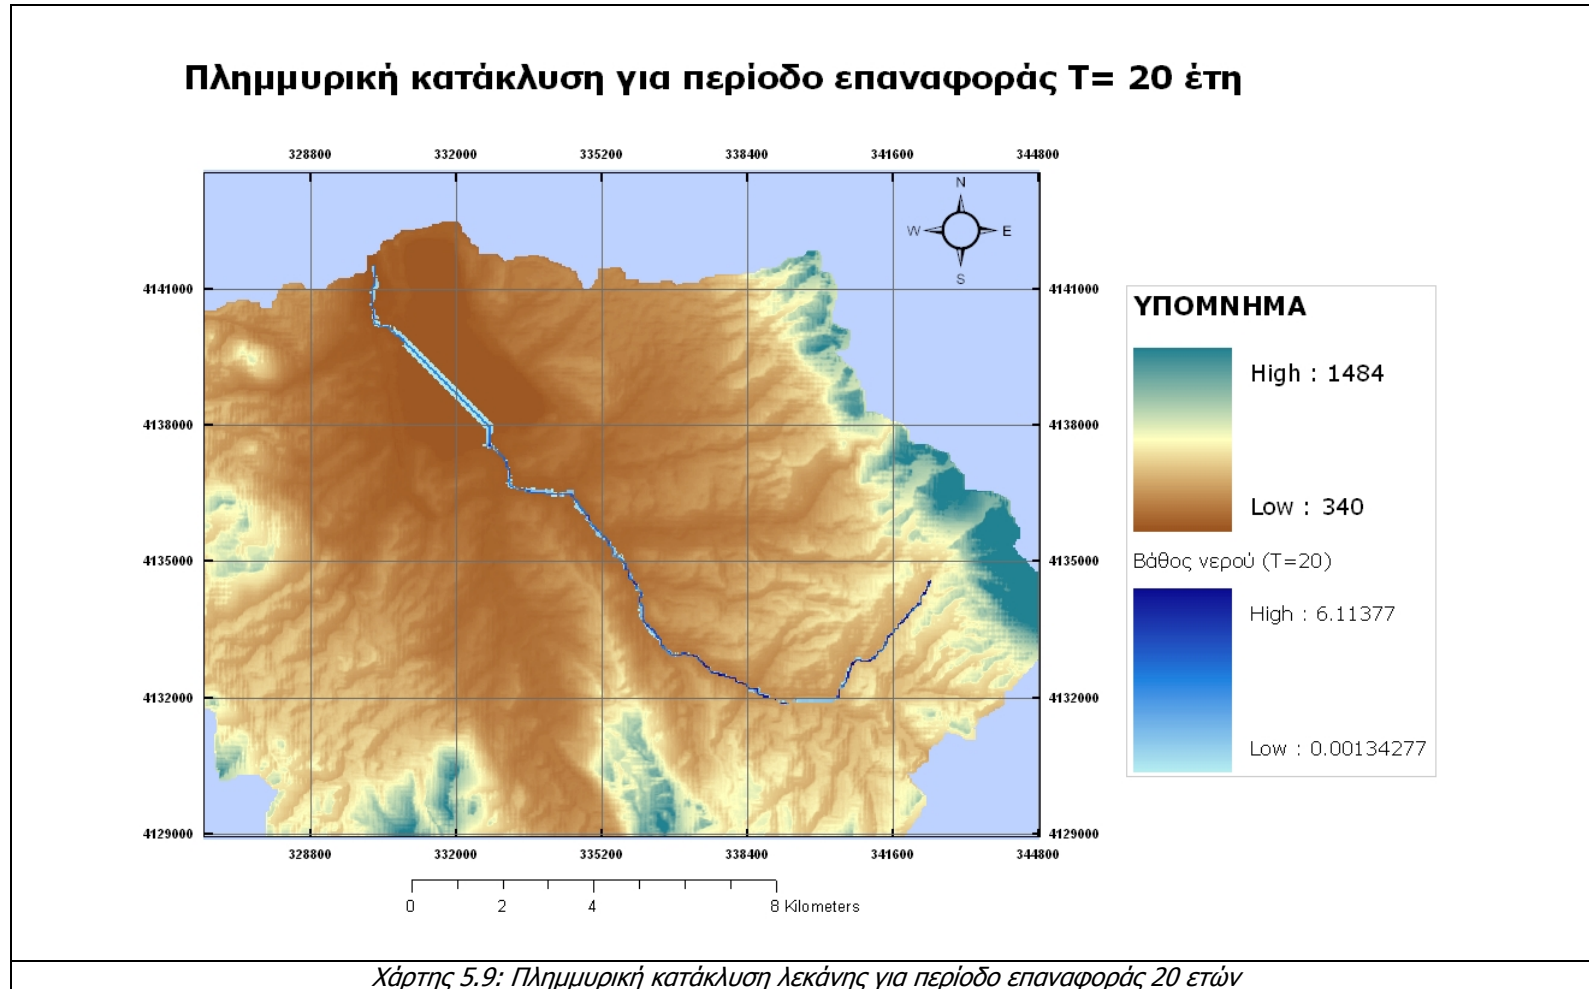 Πλημμυρική κατάκλυση για περίοδο επαναφοράς T= 20 έτη
328800 332000 335200 338400 341600 344800
N
W E
S
4141000 4141000
ΥΠΟΜΝΗΜΑ
High : 1484
4138000 4138000
Low : 340
4135000 4135000
Βάθος νερού (T=20)
High : 6.11377
4132000 4132000
Low : 0.00134277
4129000 4129000
328800 332000 335200 338400 341600 344800
0 2 4 8 Kilometers
Χάρτης 5.9: Πλημμυρική κατάκλυση λεκάνης για περίοδο επαναφοράς 20 ετών